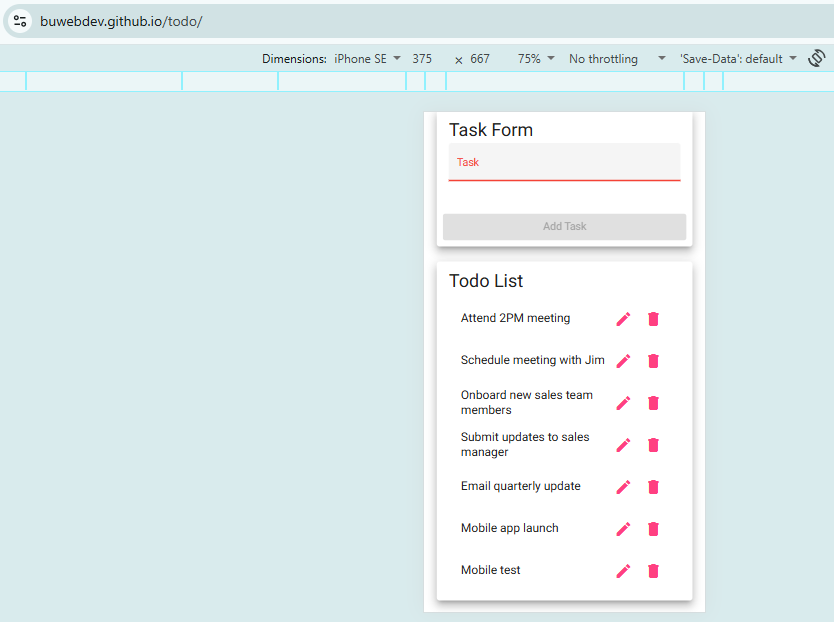 buwebdev.github.io/todo/
Dimensions: iPhone SE 375 × 667 75% No throttling 'Save-Data': default
Task Form
Task
Add Task
Todo List
Attend 2PM meeting
Schedule meeting with Jim
Onboard new sales team
members
Submit updates to sales
manager
Email quarterly update
Mobile app launch
Mobile test